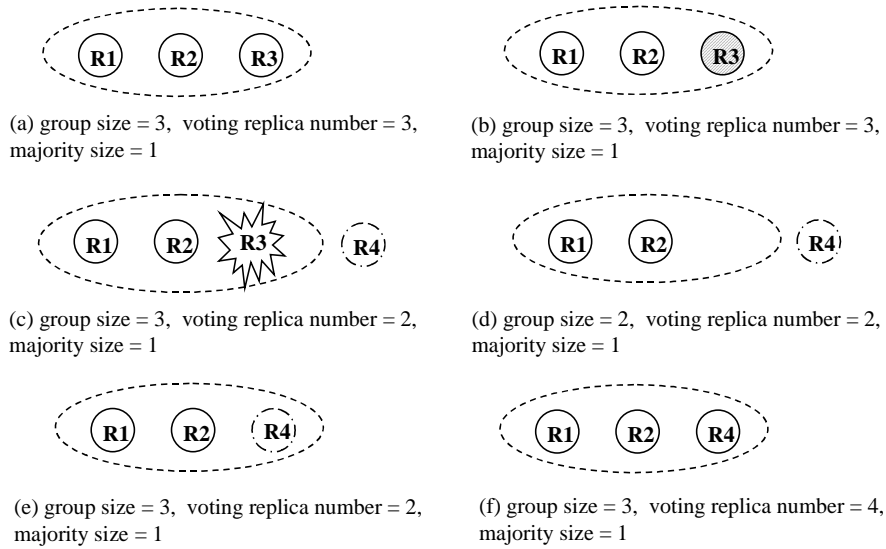 R1 R2 R3
(a) group size = 3, voting replica number = 3,
majority size = 1
R1 R2 R3
(b) group size = 3, voting replica number = 3,
majority size = 1
R1 R2 R3 R4
(c) group size = 3, voting replica number = 2,
majority size = 1
R1 R2 R4
(d) group size = 2, voting replica number = 2,
majority size = 1
R1 R2 R4
(e) group size = 3, voting replica number = 2,
majority size = 1
R1 R2 R4
(f) group size = 3, voting replica number = 4,
majority size = 1